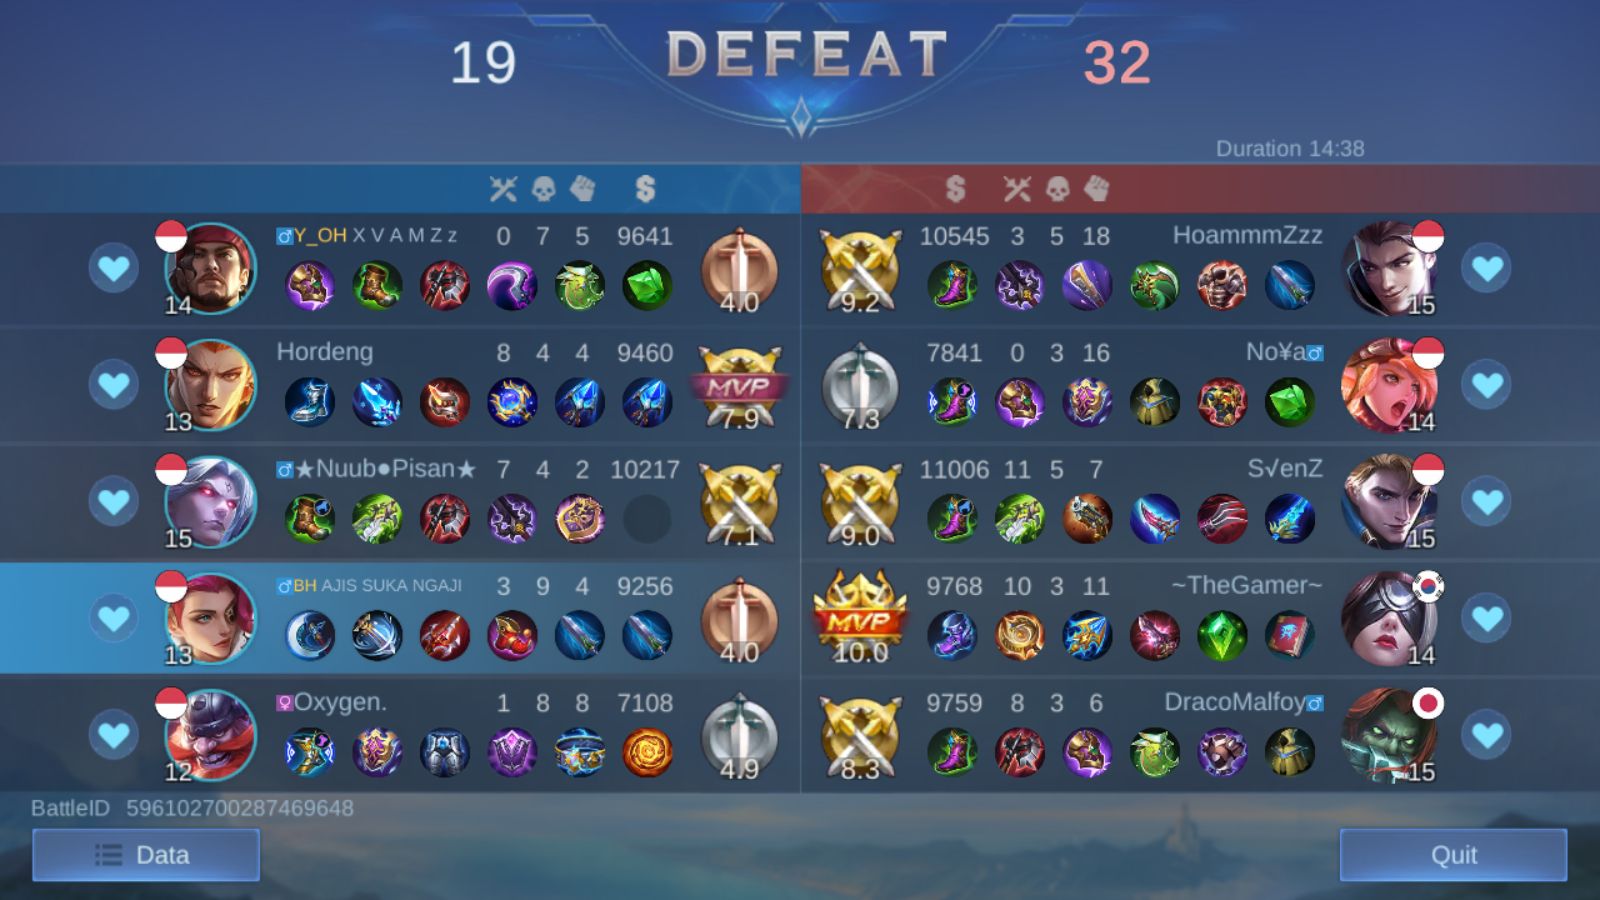 19 DEFEAT 32
Duration 14:38
Y_OH X V A M Z z 0 7 5 9641
14 4.0
9.2 10545 3 5 18 HoammmZzz
15
Hordeng 8 4 4 9460
13 MVP 7.9
7.3 7841 0 3 16 No¥a
14
★Nuub●Pisan★ 7 4 2 10217
15 7.1
9.0 11006 11 5 7 S√enZ
15
BH AJIS SUKA NGAJI 3 9 4 9256
13 4.0
MVP 10.0 9768 10 3 11 ~TheGamer~
14
Oxygen. 1 8 8 7108
12 4.9
8.3 9759 8 3 6 DracoMalfoy
15
BattleID 596102700287469648
Data Quit